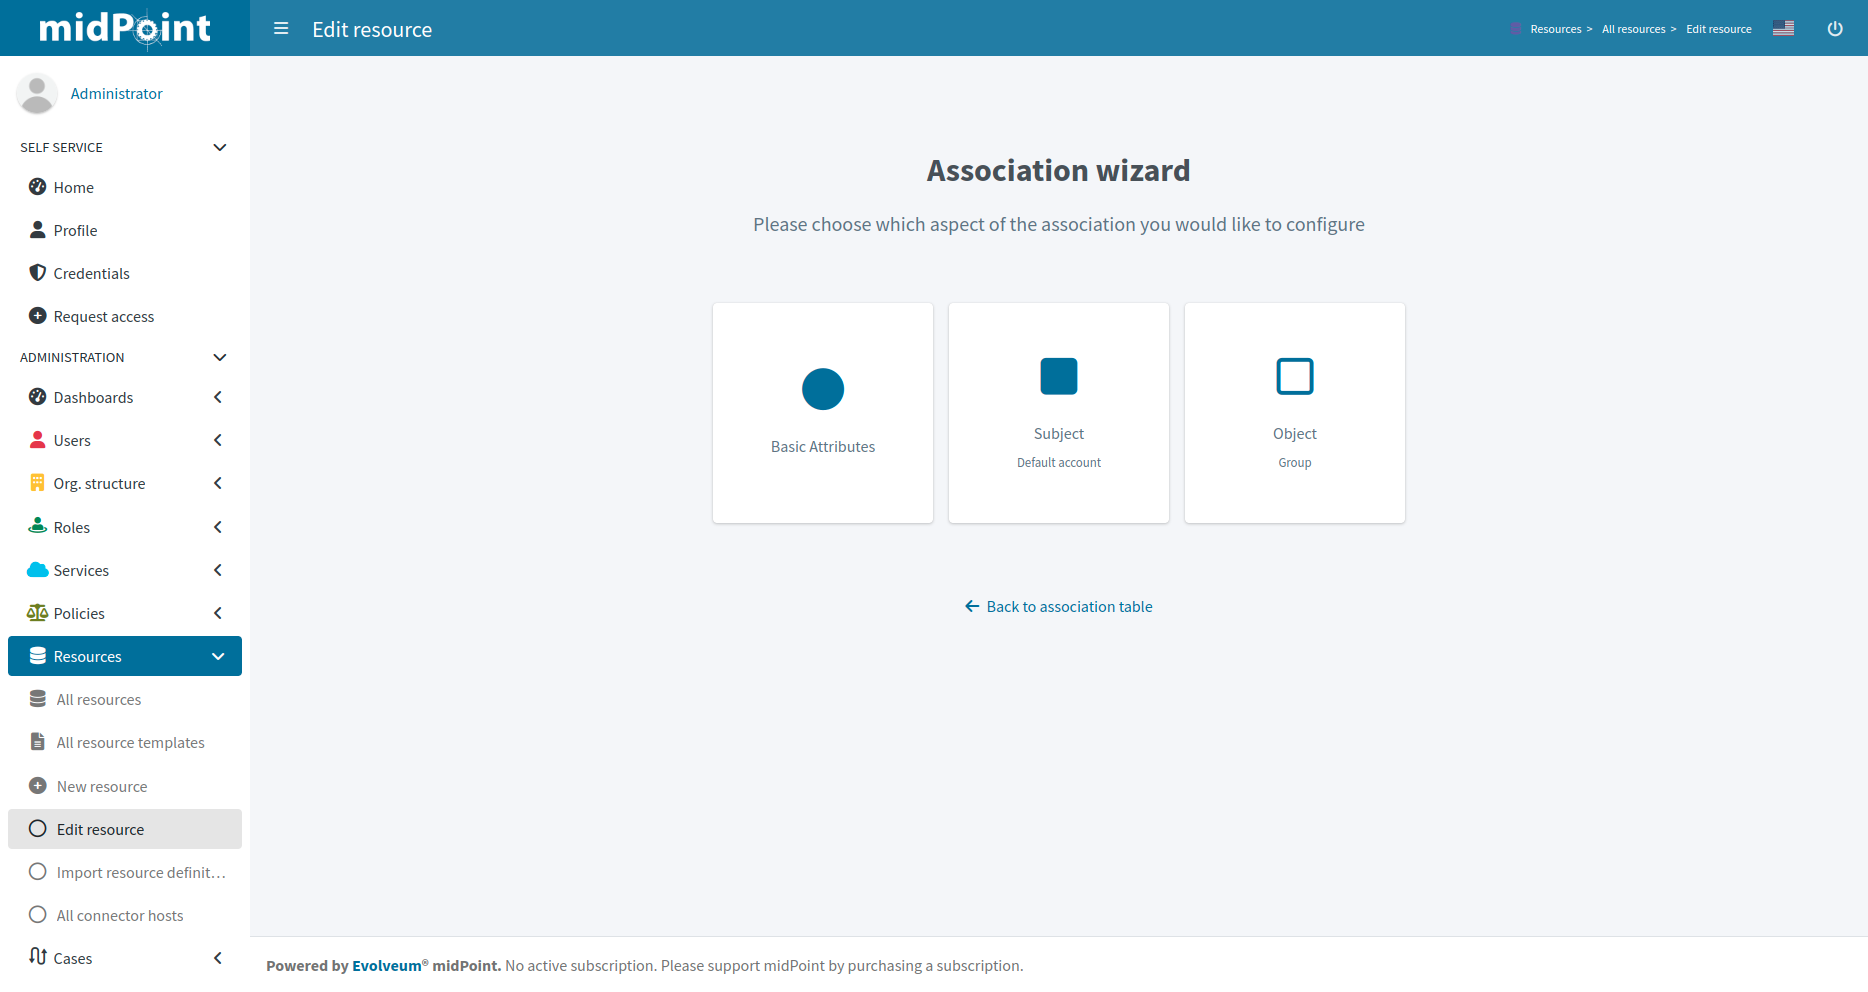 midPoint
Edit resource
Resources > All resources > Edit resource
Administrator
SELF SERVICE
Home
Profile
Credentials
Request access
ADMINISTRATION
Dashboards
Users
Org. structure
Roles
Services
Policies
Resources
All resources
All resource templates
New resource
Edit resource
Import resource definit...
All connector hosts
Cases
Association wizard
Please choose which aspect of the association you would like to configure
Basic Attributes
Subject
Default account
Object
Group
Back to association table
Powered by Evolveum® midPoint. No active subscription. Please support midPoint by purchasing a subscription.